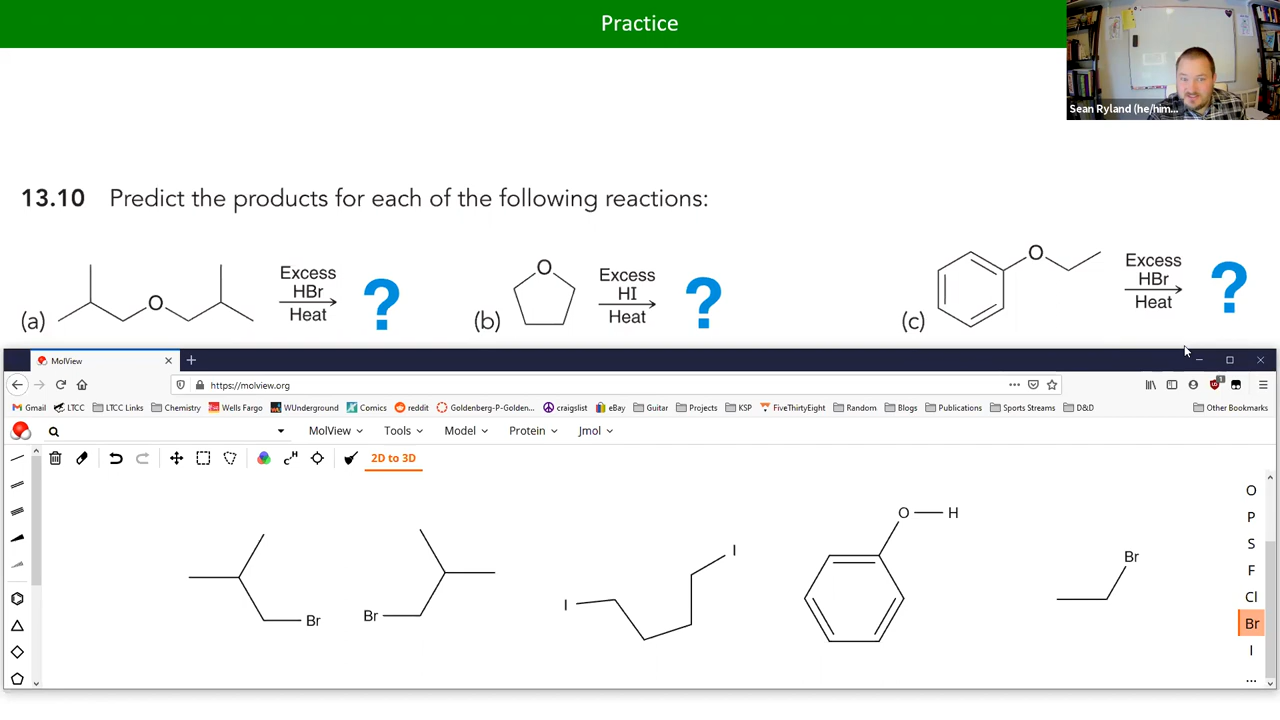 Practice
Sean Ryland (he/him...
13.10 Predict the products for each of the following reactions:
(a) O Excess HBr Heat ?
(b) O Excess HI Heat ?
(c) O Excess HBr Heat ?
MolView
https://molview.org
Gmail LTCC LTCC Links Chemistry Wells Fargo WUnderground Comics reddit Goldenberg-P-Golden... craigslist eBay Guitar Projects KSP FiveThirtyEight Random Blogs Publications Sports Streams D&D Other Bookmarks
MolView Tools Model Protein Jmol
2D to 3D
O
P
S
F
Cl
Br
I
...
O H
I
Br
I
Br
Br